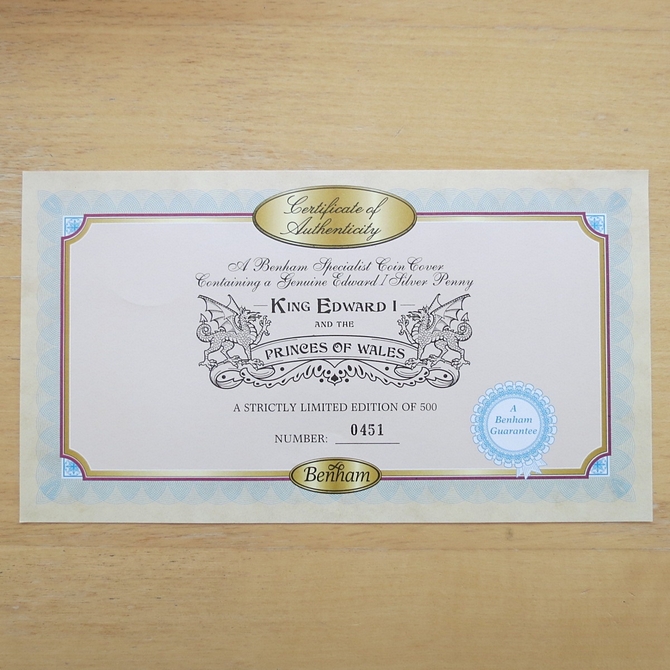 Certificate of
Authenticity
A Benham Specialist Coin Cover
Containing a Genuine Edward I Silver Penny
KING EDWARD I
AND THE
PRINCES OF WALES
A STRICTLY LIMITED EDITION OF 500
NUMBER: 0451
A
Benham
Guarantee
Benham